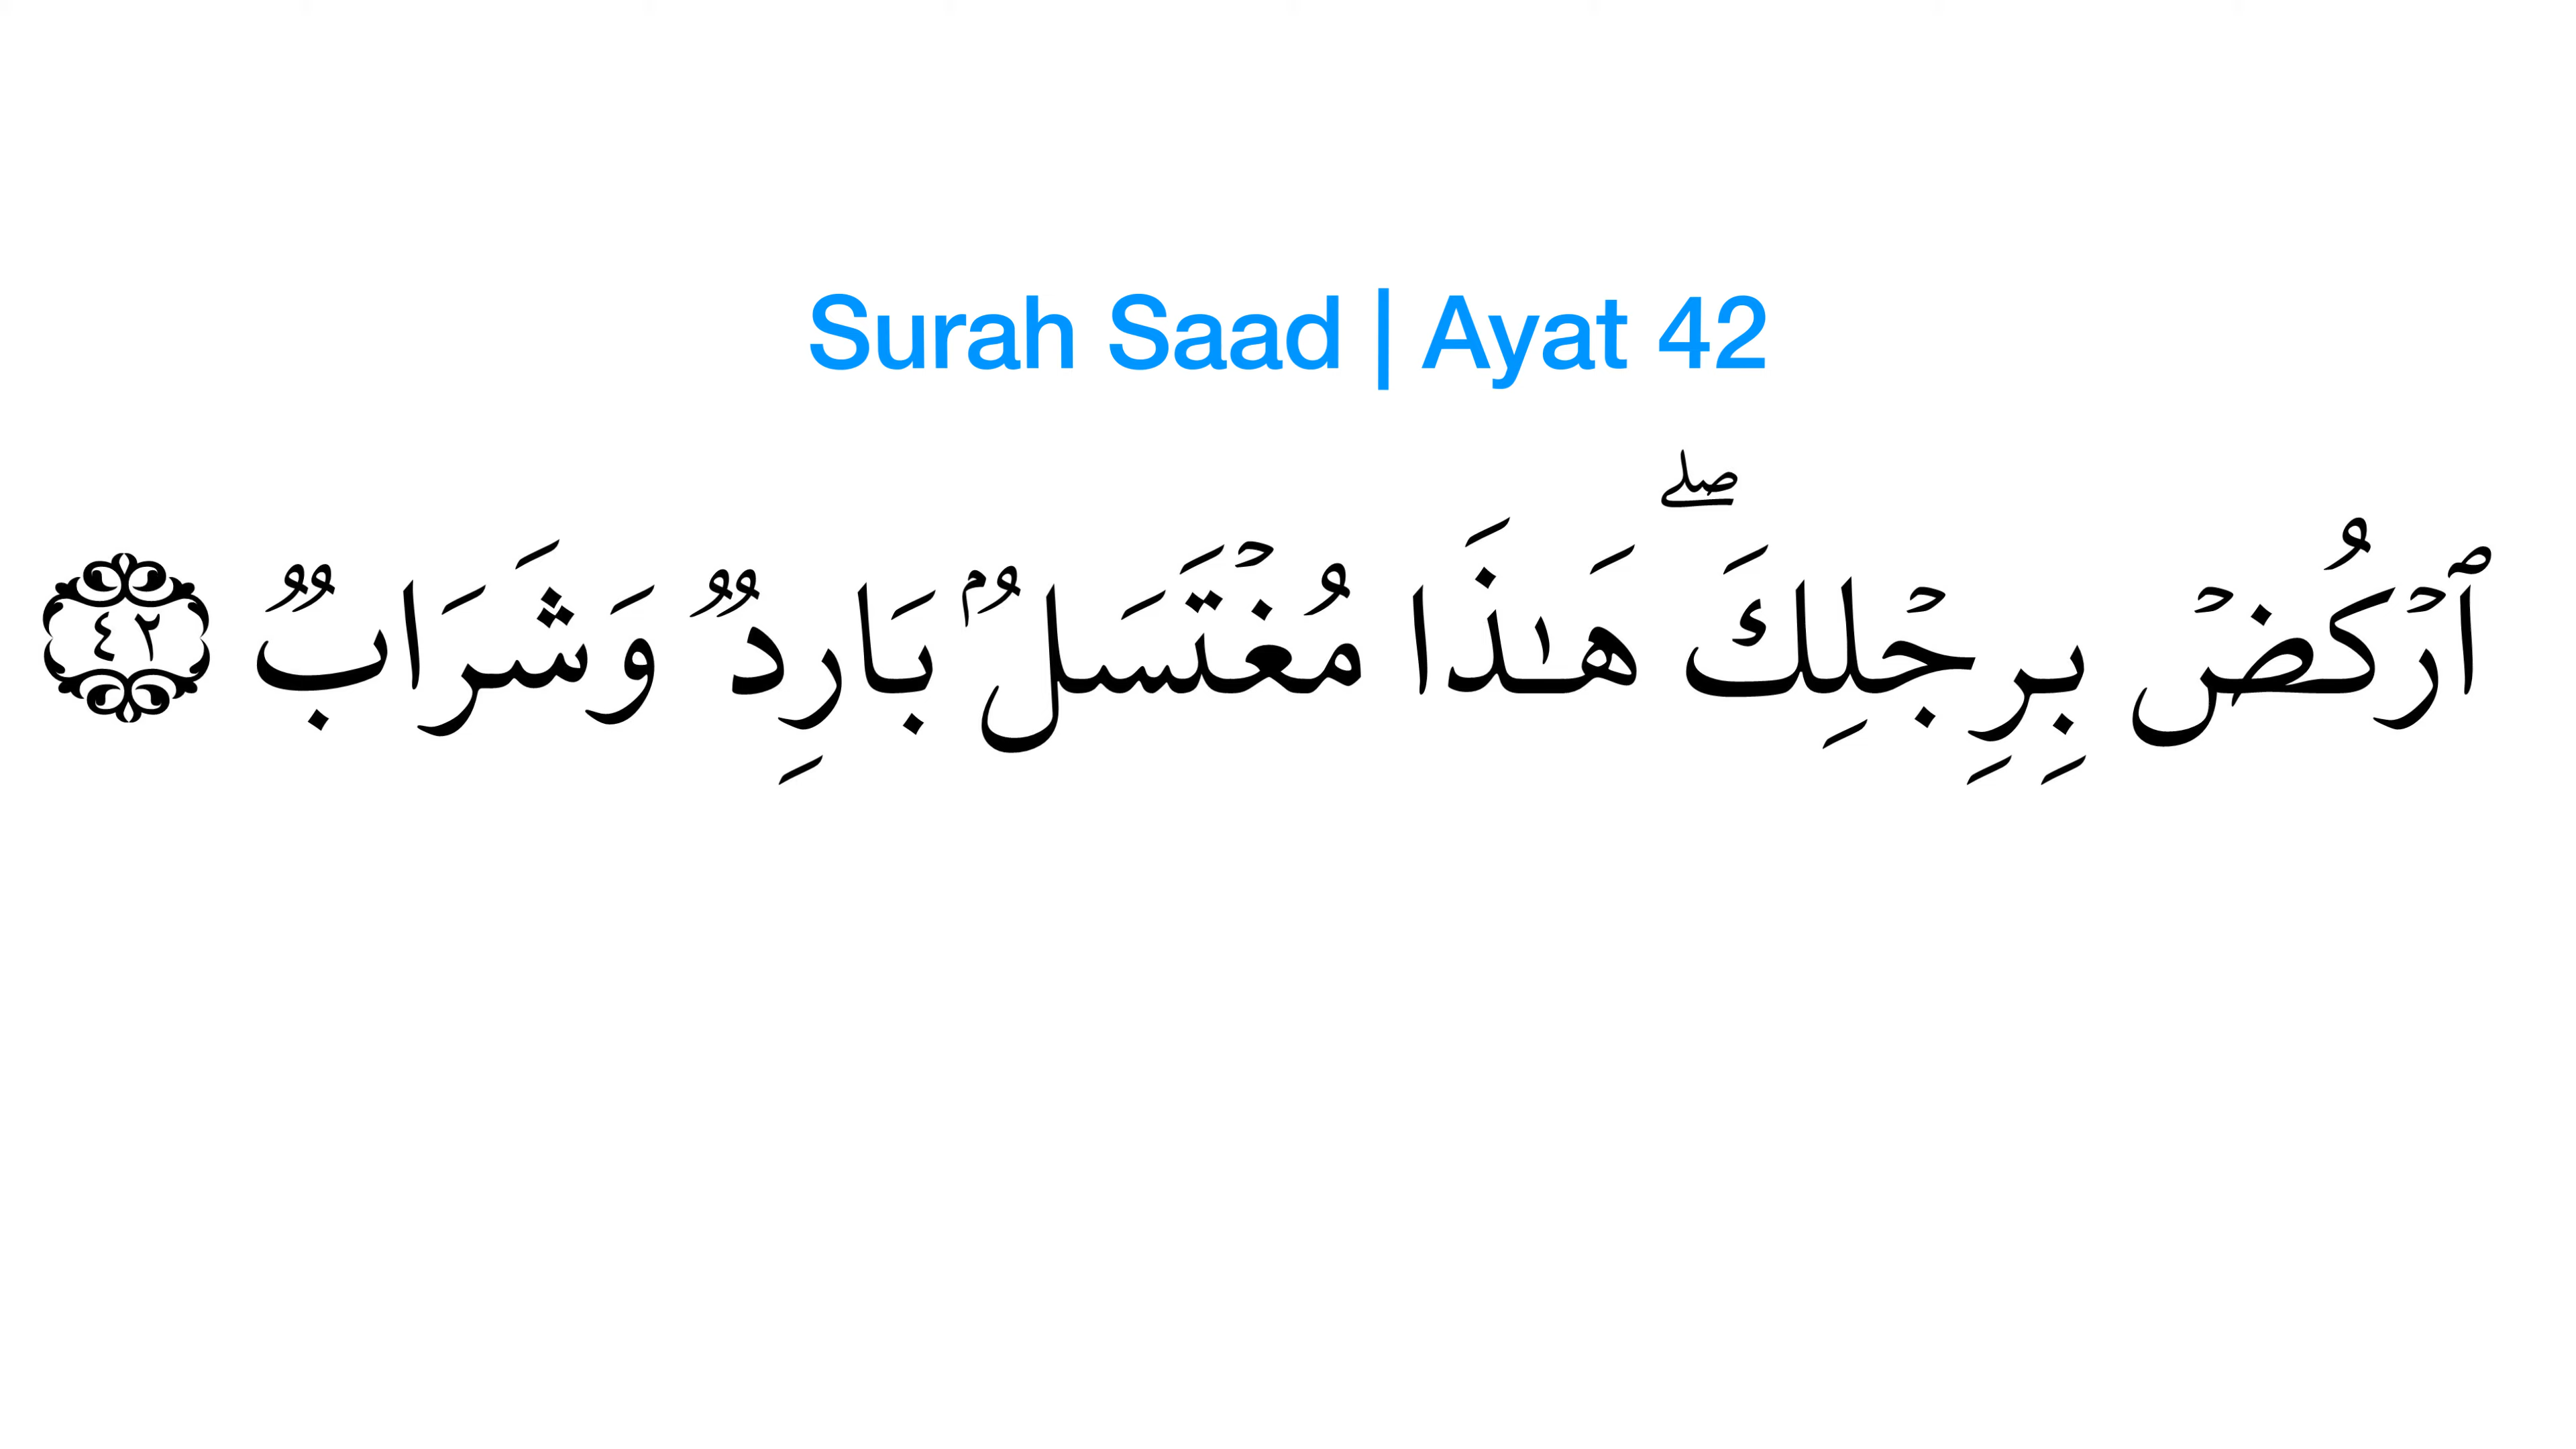 Surah Saad | Ayat 42
ٱرۡكُضۡ بِرِجۡلِكَۖ هَٰذَا مُغۡتَسَلُۢ بَارِدٞ وَشَرَابٞ ٤٢